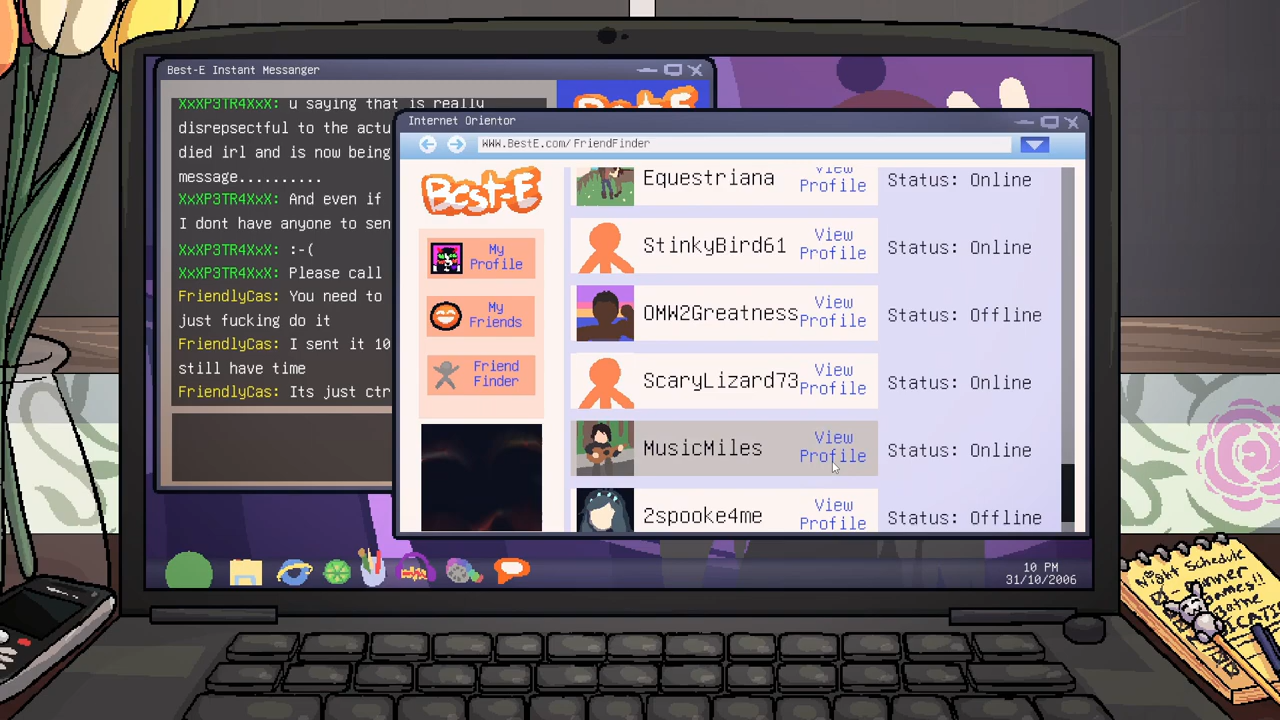 Best-E Instant Messanger
XxXP3TR4XxX: u saying that is really
disrepsectful to the actu
died irl and is now being
message..........
XxXP3TR4XxX: And even if
I dont have anyone to sen
XxXP3TR4XxX: :-(
XxXP3TR4XxX: Please call
FriendlyCas: You need to
just fucking do it
FriendlyCas: I sent it 10
still have time
FriendlyCas: Its just ctr
Best-E
Internet Orientor
WWW.BestE.com/FriendFinder
Best-E
My
Profile
My
Friends
Friend
Finder
Equestriana
View
Profile
Status: Online
StinkyBird61
View
Profile
Status: Online
OMW2Greatness
View
Profile
Status: Offline
ScaryLizard73
View
Profile
Status: Online
MusicMiles
View
Profile
Status: Online
2spooke4me
View
Profile
Status: Offline
10 PM
31/10/2006
Night Schedule
Dinner
Games!!